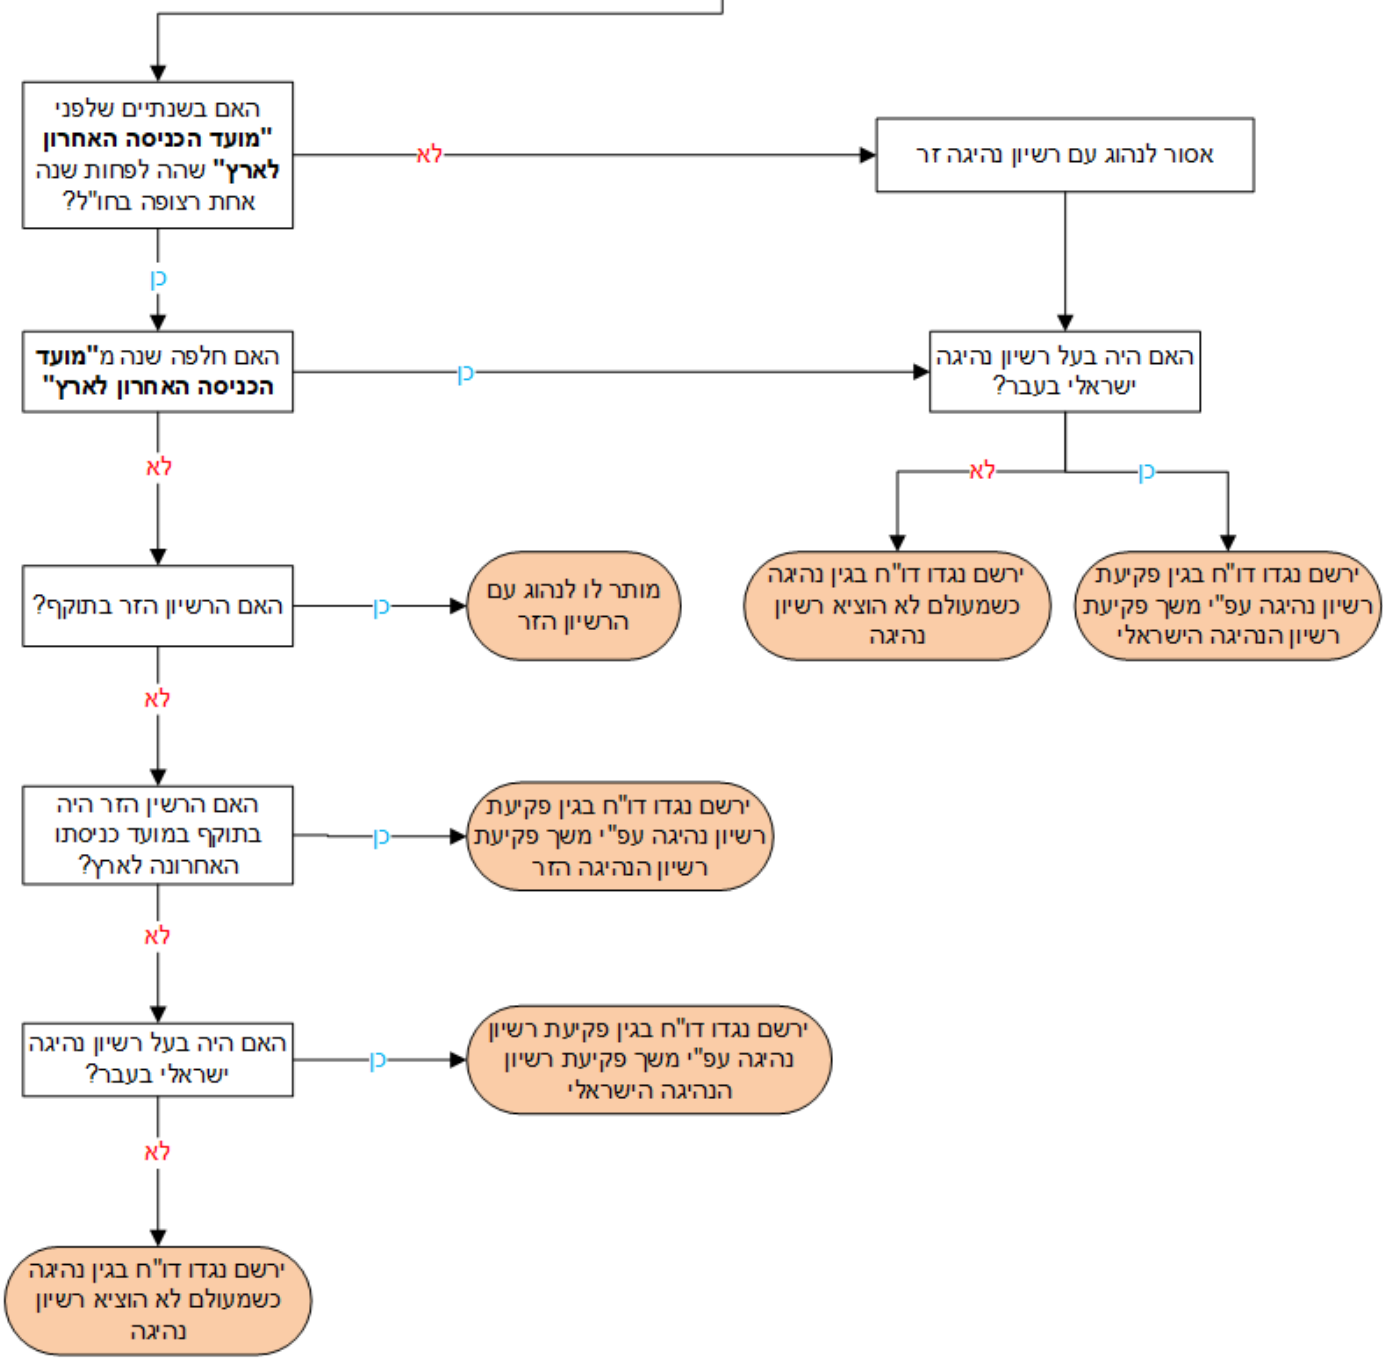 האם בשנתיים שלפני
"מועד הכניסה האחרון
לארץ" שהה לפחות שנה
אחת רצופה בחו"ל?
לא
אסור לנהוג עם רשיון נהיגה זר
כן
האם חלפה שנה מ"מועד
הכניסה האחרון לארץ"
כן
האם היה בעל רשיון נהיגה
ישראלי בעבר?
לא
לא
כן
האם הרשיון הזר בתוקף?
כן
מותר לו לנהוג עם
הרשיון הזר
ירשם נגדו דו"ח בגין נהיגה
כשמעולם לא הוציא רשיון
נהיגה
ירשם נגדו דו"ח בגין פקיעת
רשיון נהיגה עפ"י משך פקיעת
רשיון הנהיגה הישראלי
לא
האם הרשין הזר היה
בתוקף במועד כניסתו
האחרונה לארץ?
כן
ירשם נגדו דו"ח בגין פקיעת
רשיון נהיגה עפ"י משך פקיעת
רשיון הנהיגה הזר
לא
האם היה בעל רשיון נהיגה
ישראלי בעבר?
כן
ירשם נגדו דו"ח בגין פקיעת רשיון
נהיגה עפ"י משך פקיעת רשיון
הנהיגה הישראלי
לא
ירשם נגדו דו"ח בגין נהיגה
כשמעולם לא הוציא רשיון
נהיגה